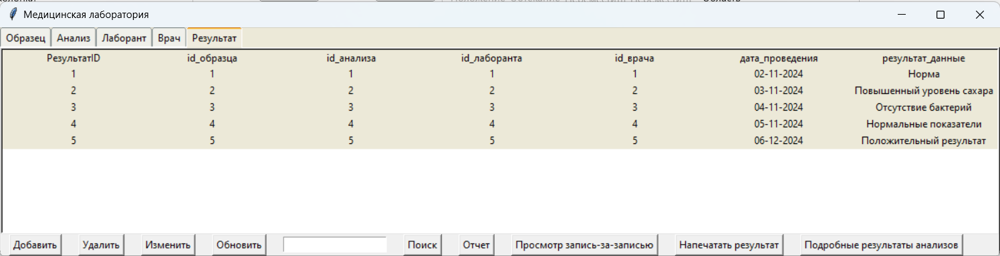 Медицинская лаборатория
Образец Анализ Лаборант Врач Результат
РезультатID id_образца id_анализа id_лаборанта id_врача дата_проведения результат_данные
1 1 1 1 1 02-11-2024 Норма
2 2 2 2 2 03-11-2024 Повышенный уровень сахара
3 3 3 3 3 04-11-2024 Отсутствие бактерий
4 4 4 4 4 05-11-2024 Нормальные показатели
5 5 5 5 5 06-12-2024 Положительный результат
Добавить Удалить Изменить Обновить Поиск Отчет Просмотр запись-за-записью Напечатать результат Подробные результаты анализов